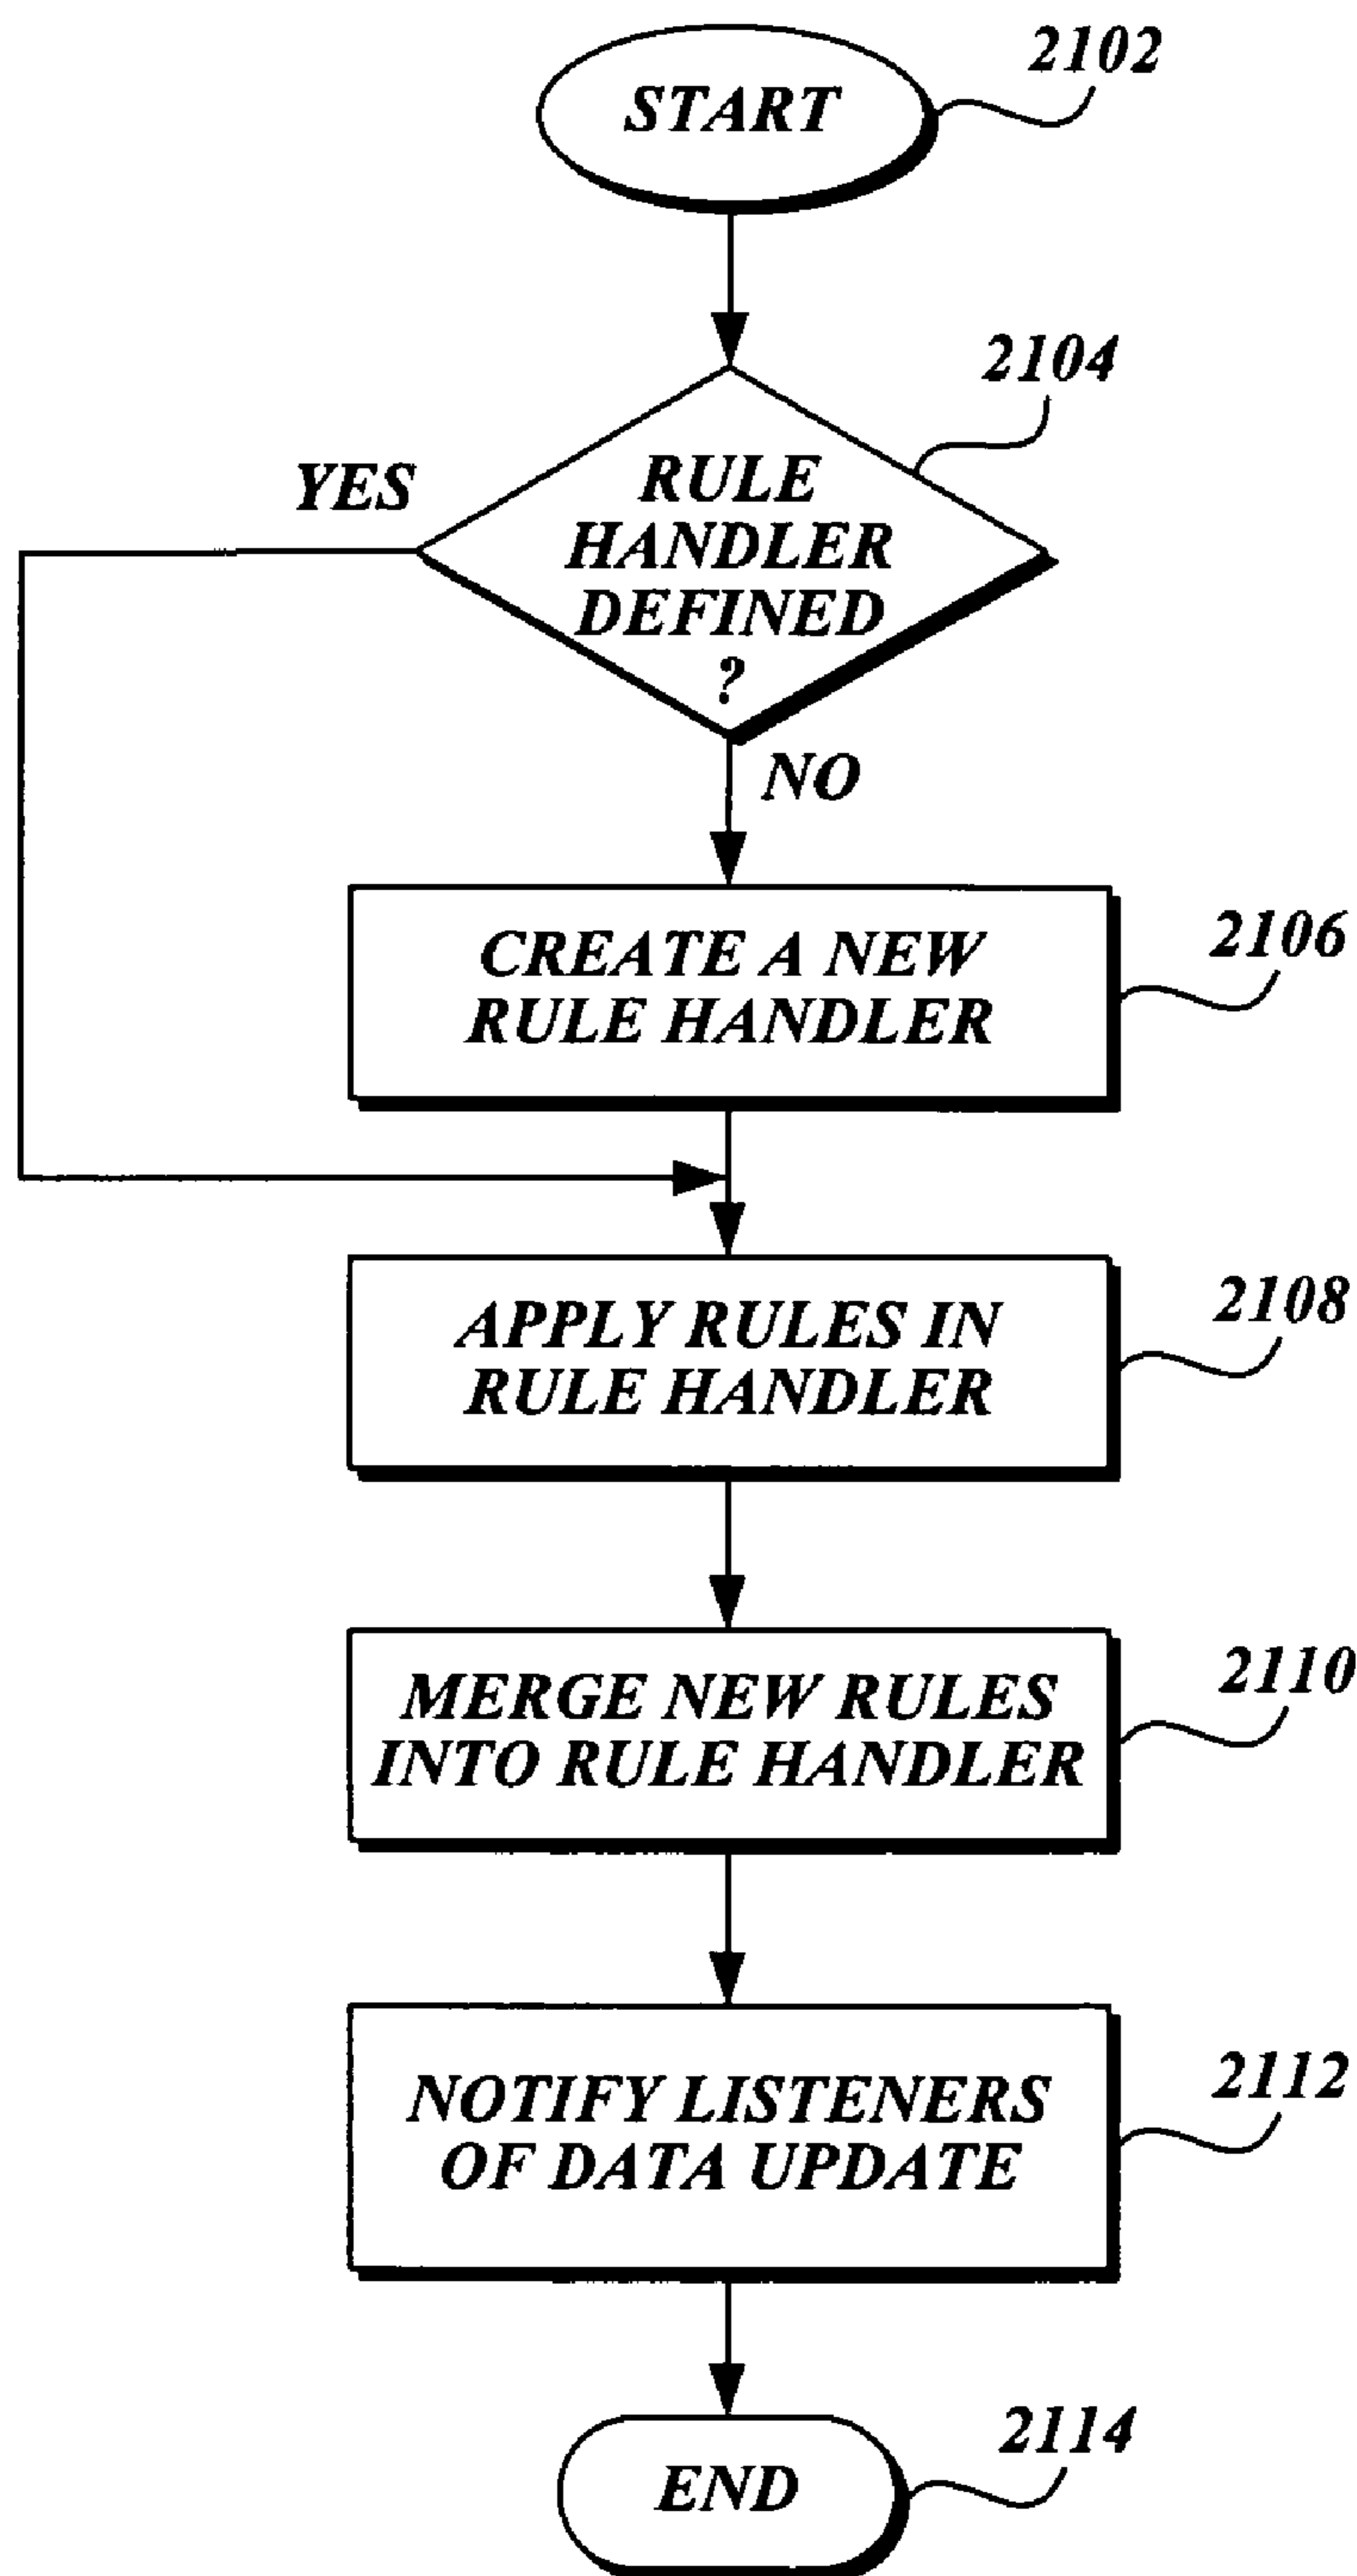 2102
START
2104
YES
RULE
HANDLER
DEFINED
?
NO
CREATE A NEW
RULE HANDLER
2106
APPLY RULES IN
RULE HANDLER
2108
MERGE NEW RULES
INTO RULE HANDLER
2110
NOTIFY LISTENERS
OF DATA UPDATE
2112
END
2114